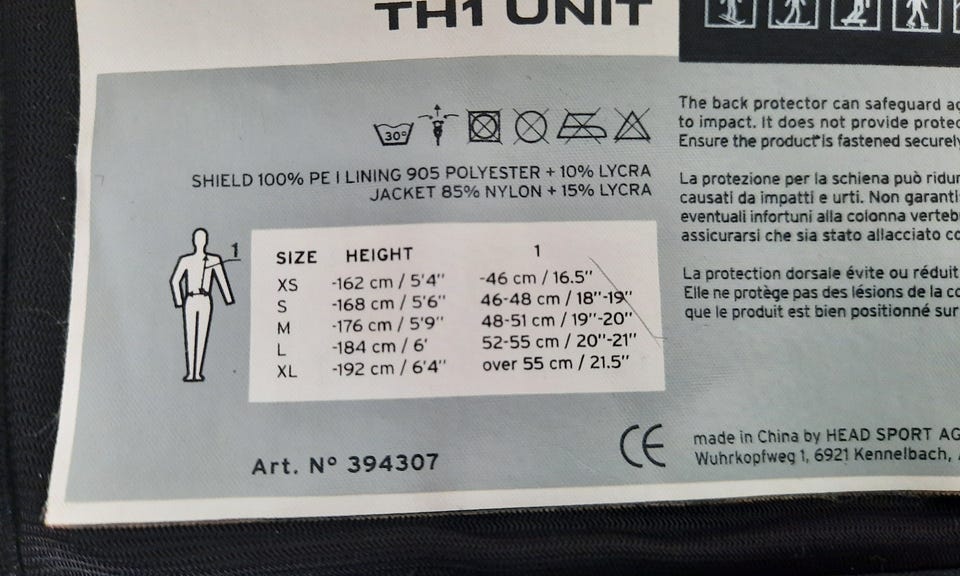 TH1 UNIT
30°
SHIELD 100% PE I LINING 905 POLYESTER + 10% LYCRA
JACKET 85% NYLON + 15% LYCRA
1
SIZE HEIGHT 1
XS -162 cm / 5'4" -46 cm / 16.5"
S -168 cm / 5'6" 46-48 cm / 18"-19"
M -176 cm / 5'9" 48-51 cm / 19"-20"
L -184 cm / 6' 52-55 cm / 20"-21"
XL -192 cm / 6'4" over 55 cm / 21.5"
Art. N° 394307
The back protector can safeguard
to impact. It does not provide
Ensure the product is fastened securely
La protezione per la schiena può
causati da impatti e urti. Non
eventuali infortuni alla colonna
assicurarsi che sia stato allacciato
La protection dorsale évite ou réduit
Elle ne protège pas des lésions de la
que le produit est bien positionné sur
CE
made in China by HEAD SPORT AG
Wuhrkopfweg 1, 6921 Kennelbach,